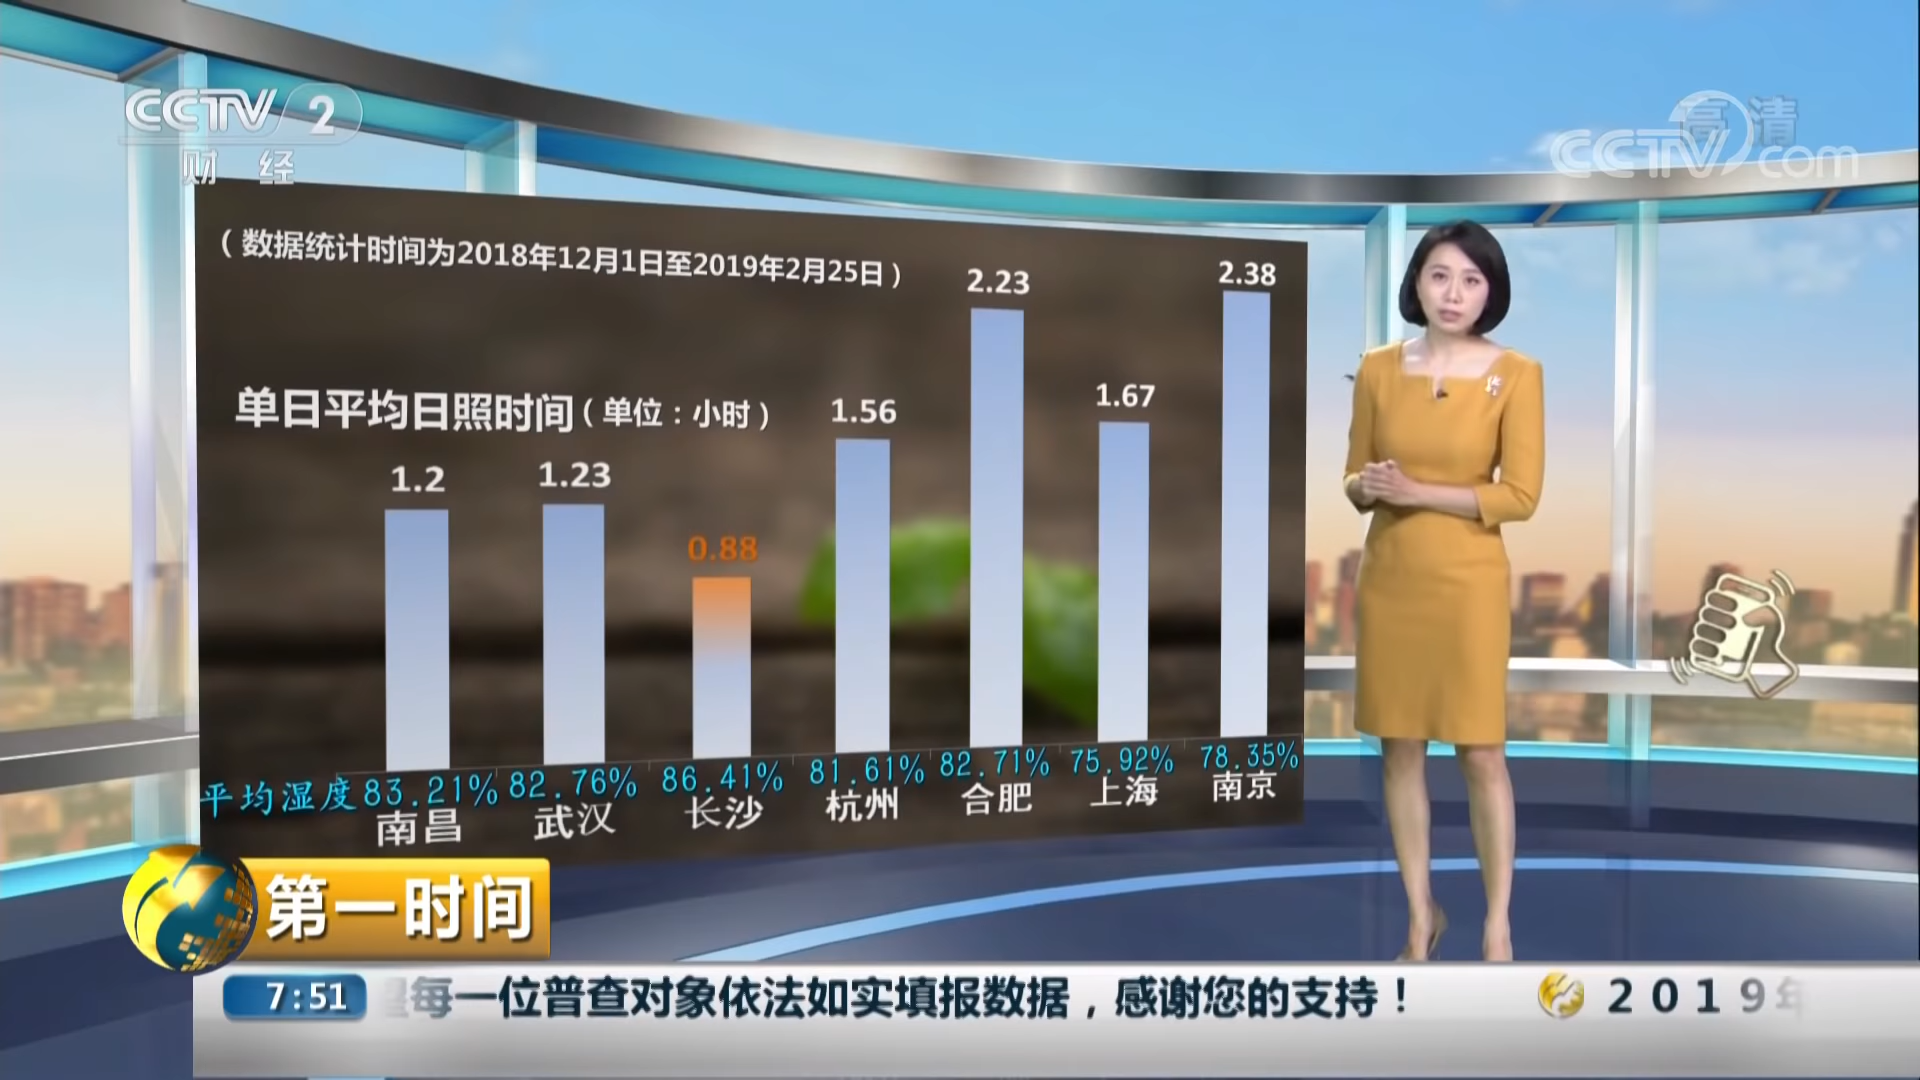 CCTV 2
财 经
高清
CCTV com
（数据统计时间为2018年12月1日至2019年2月25日）
2.23
2.38
单日平均日照时间（单位：小时）
1.56
1.67
1.2
1.23
0.88
平均湿度 83.21% 82.76% 86.41% 81.61% 82.71% 75.92% 78.35%
南昌 武汉 长沙 杭州 合肥 上海 南京
第一时间
7:51 每一位普查对象依法如实填报数据，感谢您的支持！ 2019年